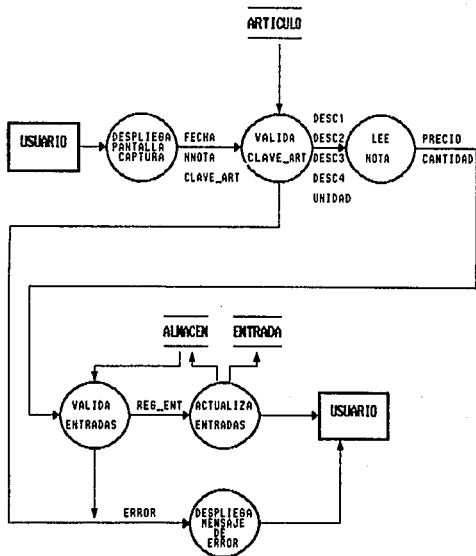 ARTICULO
USUARIO
DESPLIEGA
PANTALLA
CAPTURA
FECHA
NNOTA
CLAVE_ART
VALIDA
CLAVE_ART
DESC1
DESC2
DESC3
DESC4
UNIDAD
LEE
NOTA
PRECIO
CANTIDAD
ALMACEN
ENTRADA
VALIDA
ENTRADAS
REG_ENT
ACTUALIZA
ENTRADAS
USUARIO
ERROR
DESPLIEGA
MENSAJE
DE
ERROR